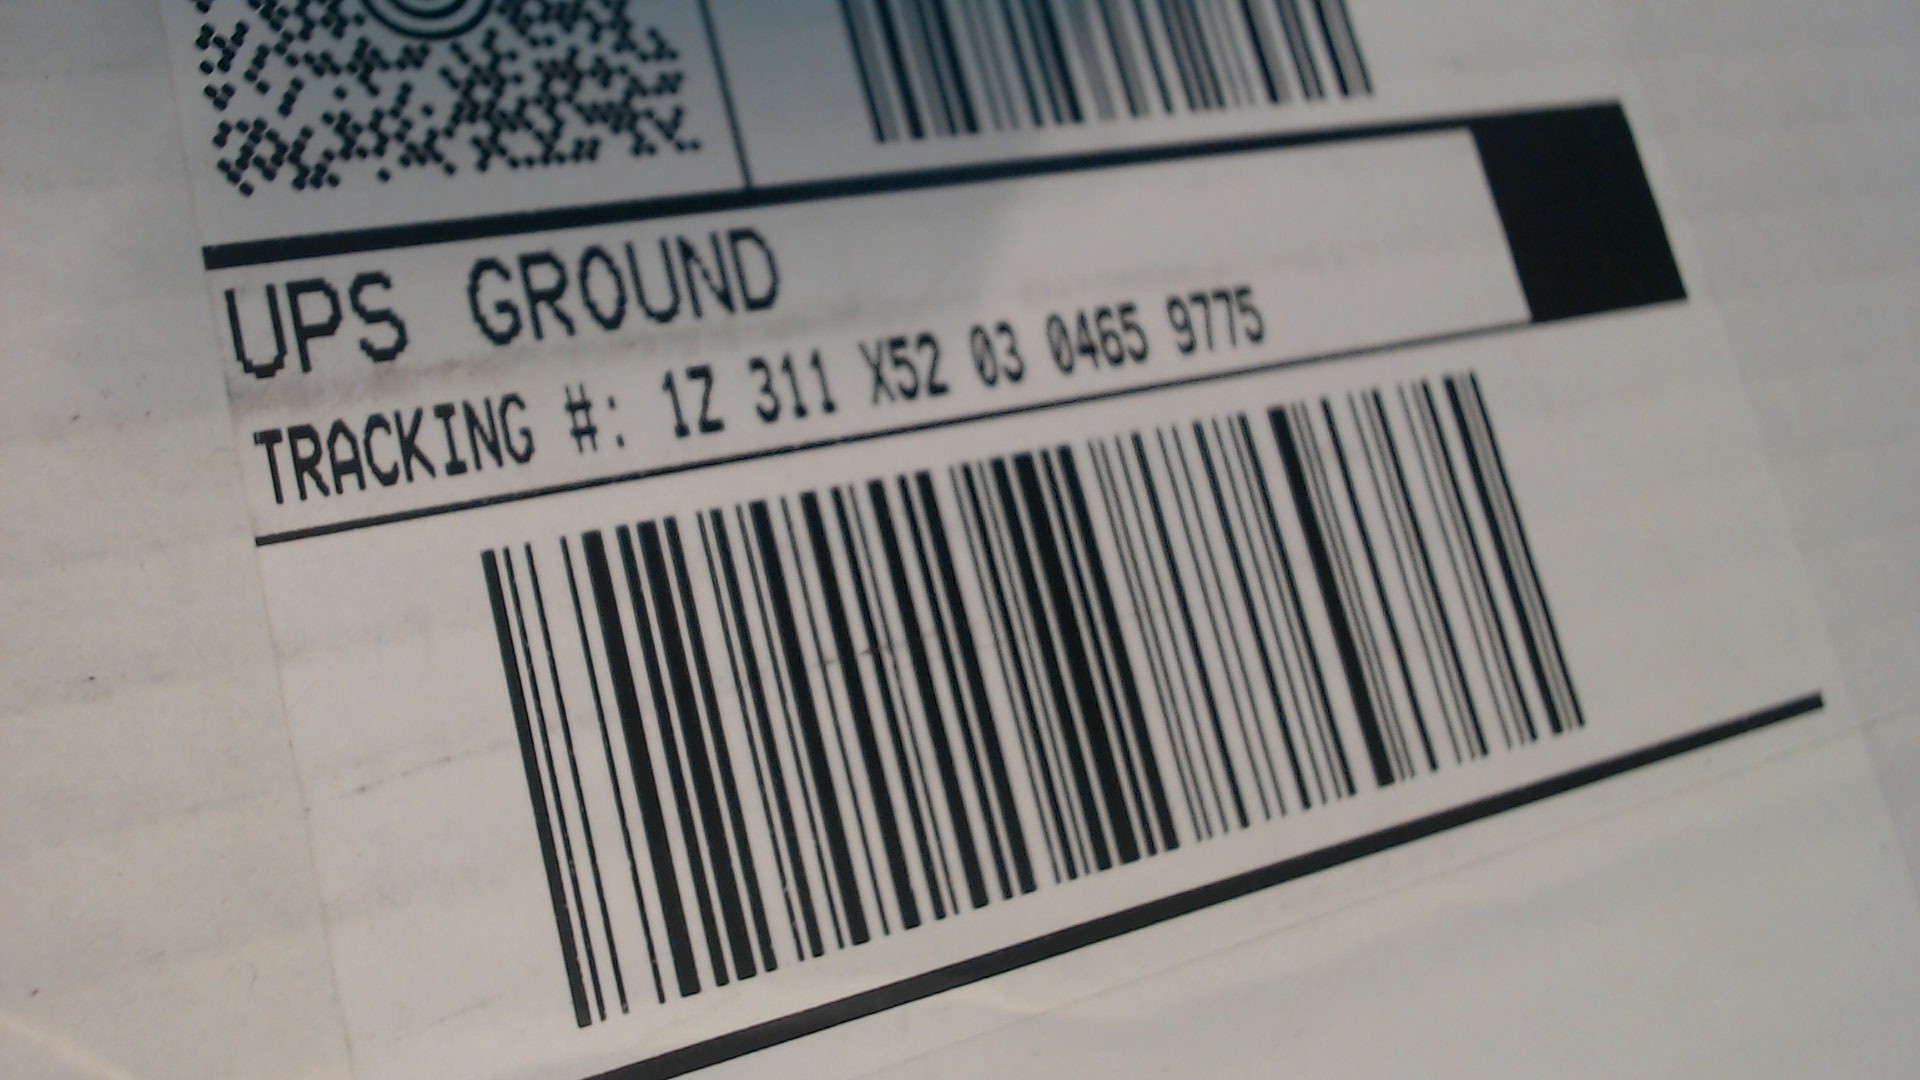 UPS GROUND
TRACKING #: 1Z 311 X52 03 0465 9775